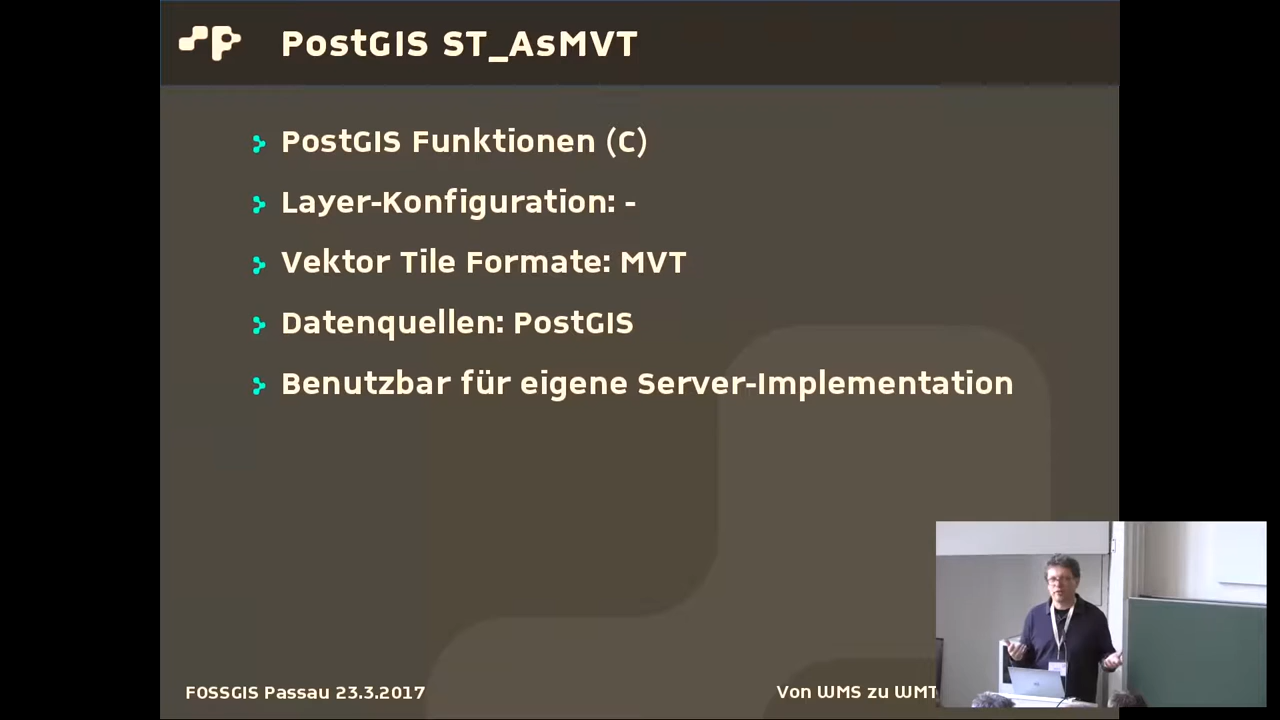 PostGIS ST_AsMVT
PostGIS Funktionen (C)
Layer-Konfiguration: -
Vektor Tile Formate: MVT
Datenquellen: PostGIS
Benutzbar für eigene Server-Implementation
FOSSGIS Passau 23.3.2017
Von WMS zu WMT